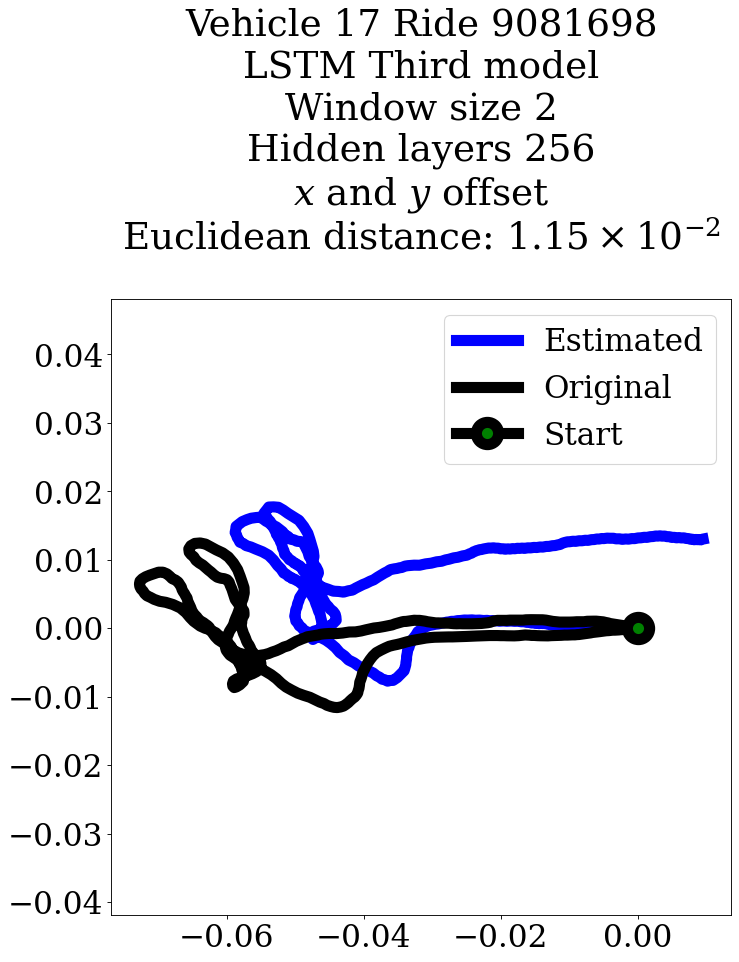 Vehicle 17 Ride 9081698
LSTM Third model
Window size 2
Hidden layers 256
x and y offset
Euclidean distance: 1.15 × 10⁻²
Estimated
Original
Start
0.04
0.03
0.02
0.01
0.00
−0.01
−0.02
−0.03
−0.04
−0.06 −0.04 −0.02 0.00